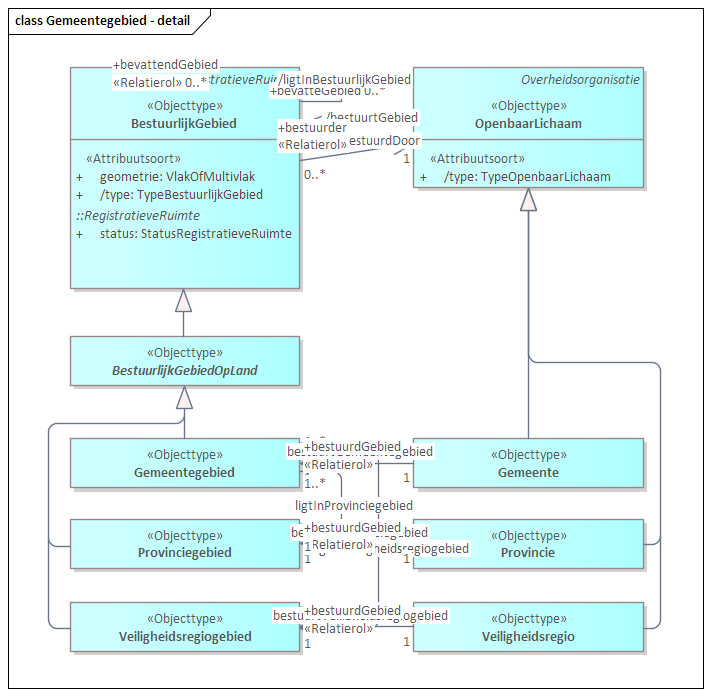 class Gemeentegebied - detail
+bevattendGebied
«Relatierol» 0..*
/ligtInBestuurlijkGebied
+bevatteGebied 0..*
«Objecttype»
BestuurlijkGebied
«Attribuutsoort»
+ geometrie: VlakOfMultivlak
+ /type: TypeBestuurlijkGebied
::RegistratieveRuimte
+ status: StatusRegistratieveRuimte
Overheidsorganisatie
«Objecttype»
OpenbaarLichaam
«Attribuutsoort»
+ /type: TypeOpenbaarLichaam
/bestuurtGebied
+bestuurder
«Relatierol»
1
0..*
«Objecttype»
BestuurlijkGebiedOpLand
«Objecttype»
Gemeentegebied
+bestuurdGebied
«Relatierol»
1
1..*
«Objecttype»
Gemeente
ligtInProvinciegebied
«Objecttype»
Provinciegebied
+bestuurdGebied
«Relatierol»
1
1
1
«Objecttype»
Provincie
«Objecttype»
Veiligheidsregiogebied
+bestuurdGebied
«Relatierol»
1
1
«Objecttype»
Veiligheidsregio